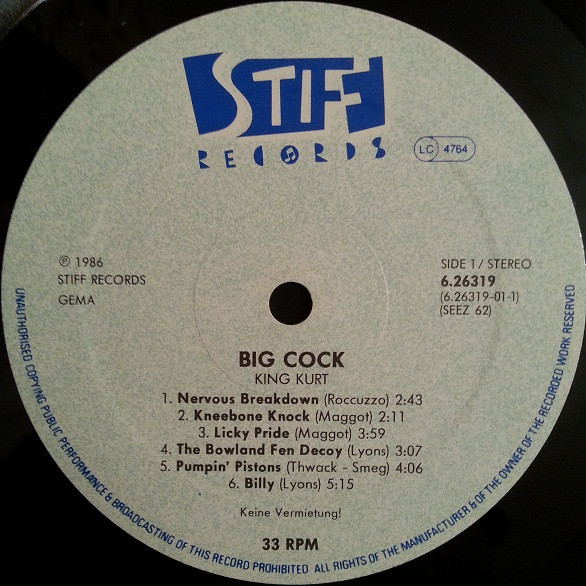 STIFF
RECORDS
LC 4764
℗ 1986
STIFF RECORDS
GEMA
SIDE 1/ STEREO
6.26319
(6.26319-01-1)
(SEEZ 62)
BIG COCK
KING KURT
1. Nervous Breakdown (Roccuzzo) 2:43
2. Kneebone Knock (Maggot) 2:11
3. Licky Pride (Maggot) 3:59
4. The Bowland Fen Decoy (Lyons) 3:07
5. Pumpin' Pistons (Thwack - Smeg) 4:06
6. Billy (Lyons) 5:15
Keine Vermietung!
33 RPM
UNAUTHORISED COPYING PUBLIC PERFORMANCE & BROADCASTING OF THIS RECORD PROHIBITED ALL RIGHTS OF THE MANUFACTURER & OF THE OWNER OF THE RECORDED WORK RESERVED